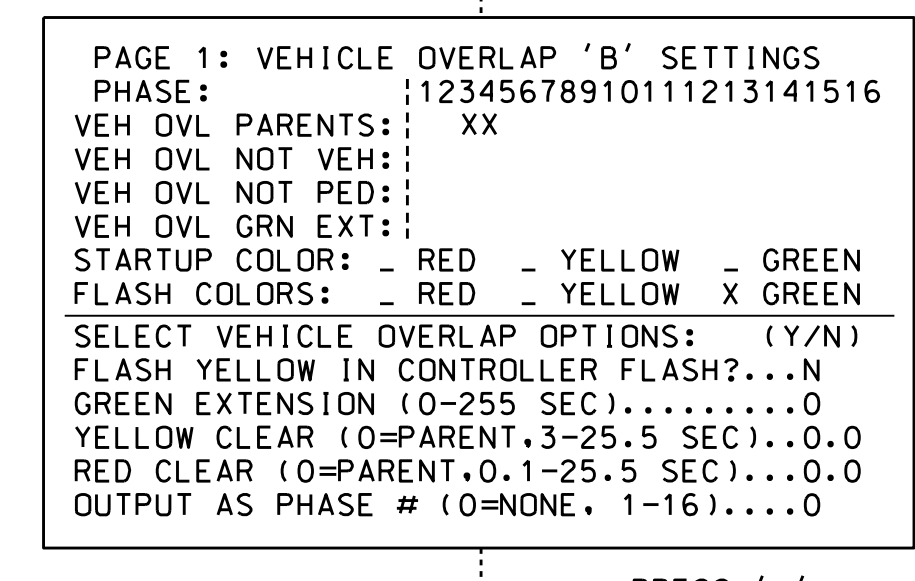 PAGE 1: VEHICLE OVERLAP 'B' SETTINGS
PHASE: 12345678910111213141516
VEH OVL PARENTS: XX
VEH OVL NOT VEH:
VEH OVL NOT PED:
VEH OVL GRN EXT:
STARTUP COLOR: _ RED _ YELLOW _ GREEN
FLASH COLORS: _ RED _ YELLOW X GREEN
SELECT VEHICLE OVERLAP OPTIONS: (Y/N)
FLASH YELLOW IN CONTROLLER FLASH?...N
GREEN EXTENSION (0-255 SEC).........0
YELLOW CLEAR (0=PARENT,3-25.5 SEC)..0.0
RED CLEAR (0=PARENT,0.1-25.5 SEC)...0.0
OUTPUT AS PHASE # (0=NONE, 1-16)....0